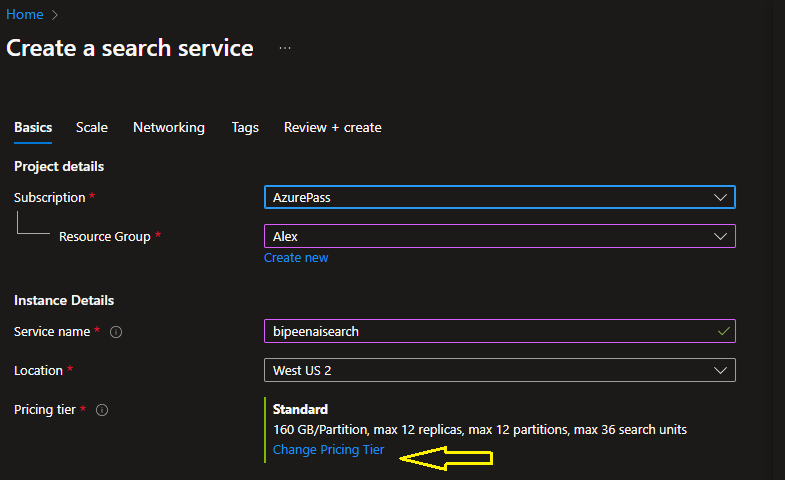 Home >
Create a search service ...
Basics Scale Networking Tags Review + create
Project details
Subscription * AzurePass
Resource Group * Alex
Create new
Instance Details
Service name * bipeenaisearch
Location * West US 2
Pricing tier * Standard
160 GB/Partition, max 12 replicas, max 12 partitions, max 36 search units
Change Pricing Tier